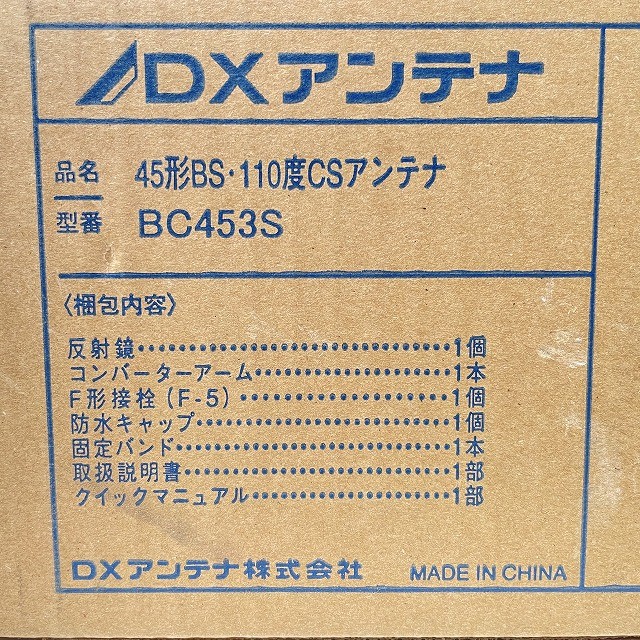 DXアンテナ
品名 45形BS・110度CSアンテナ
型番 BC453S
〈梱包内容〉
反射鏡・・・・・・・・・・・・・・・・・・・・・・・・・・・・1個
コンバーターアーム・・・・・・・・・・・・・・・・・1本
F形接栓(F-5)・・・・・・・・・・・・・・・・・・1個
防水キャップ・・・・・・・・・・・・・・・・・・・・・・1個
固定バンド・・・・・・・・・・・・・・・・・・・・・・・・1本
取扱説明書・・・・・・・・・・・・・・・・・・・・・・・1部
クイックマニュアル・・・・・・・・・・・・・・・・・1部
DXアンテナ株式会社 MADE IN CHINA